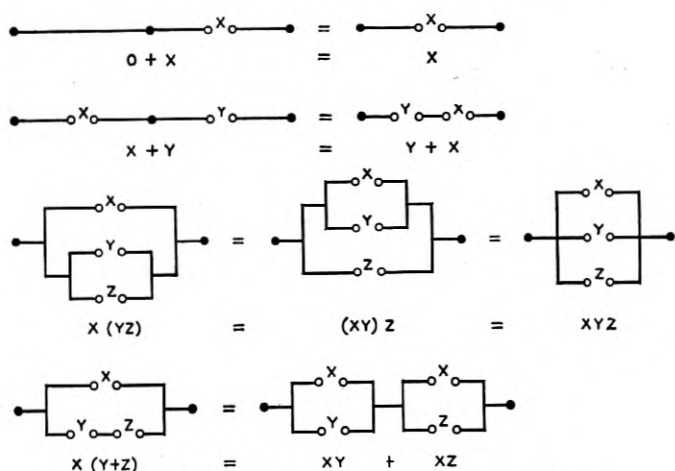 X = X
0 + X = X
X Y = Y X
X + Y = Y + X
X X X
Y = Y = Y
Z Z Z
X (YZ) = (XY) Z = XYZ
X = X X
Y Z Y Z
X (Y+Z) = XY + XZ